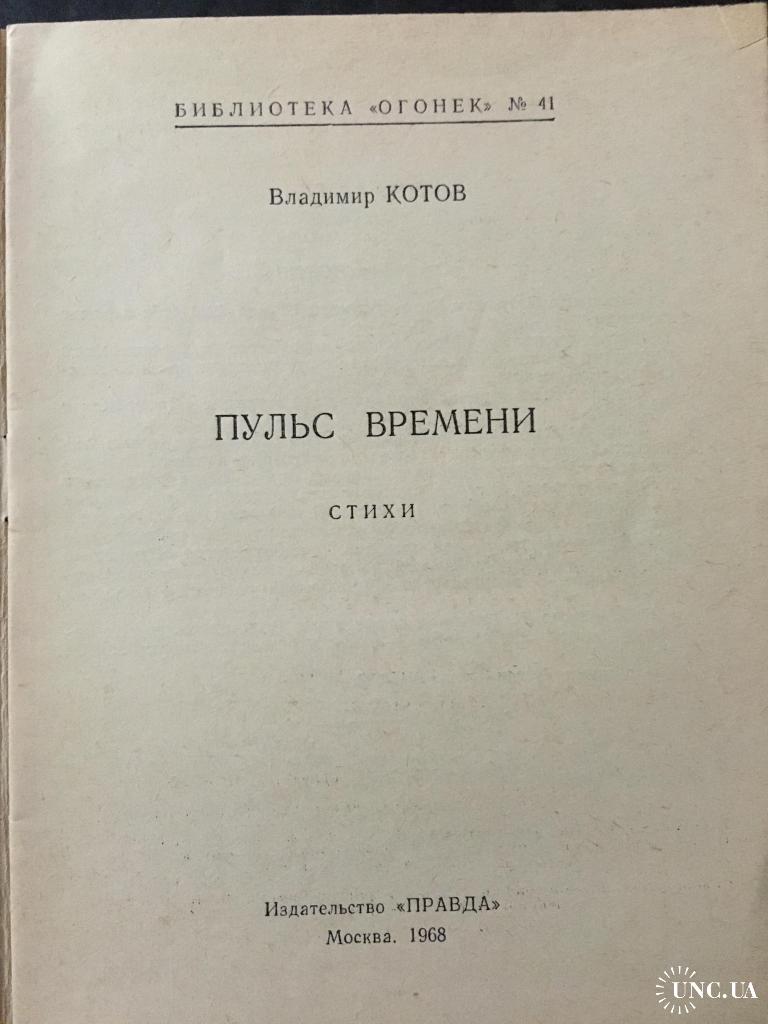 БИБЛИОТЕКА «ОГОНЕК» № 41
Владимир КОТОВ
ПУЛЬС ВРЕМЕНИ
СТИХИ
Издательство «ПРАВДА»
Москва. 1968
UNC.UA